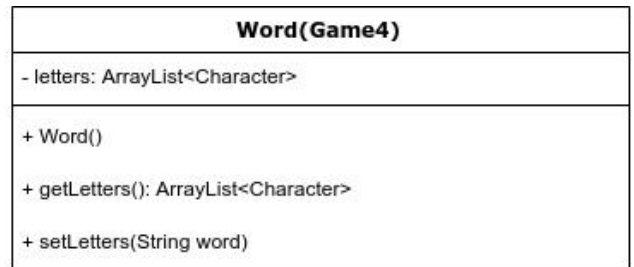 Word(Game4)
- letters: ArrayList<Character>
+ Word()
+ getLetters(): ArrayList<Character>
+ setLetters(String word)